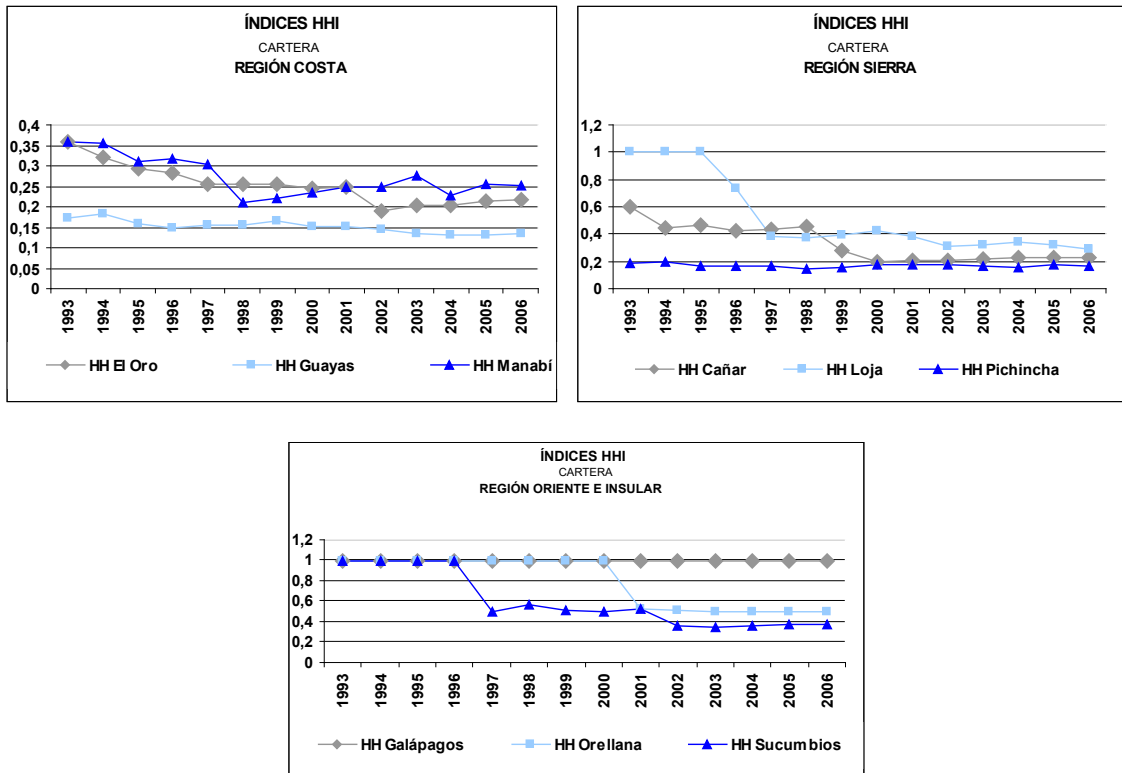 ÍNDICES HHI
CARTERA
REGIÓN COSTA
0,4
0,35
0,3
0,25
0,2
0,15
0,1
0,05
0
1993 1994 1995 1996 1997 1998 1999 2000 2001 2002 2003 2004 2005 2006
HH El Oro HH Guayas HH Manabí
ÍNDICES HHI
CARTERA
REGIÓN SIERRA
1,2
1
0,8
0,6
0,4
0,2
0
1993 1994 1995 1996 1997 1998 1999 2000 2001 2002 2003 2004 2005 2006
HH Cañar HH Loja HH Pichincha
ÍNDICES HHI
CARTERA
REGIÓN ORIENTE E INSULAR
1,2
1
0,8
0,6
0,4
0,2
0
1993 1994 1995 1996 1997 1998 1999 2000 2001 2002 2003 2004 2005 2006
HH Galápagos HH Orellana HH Sucumbios